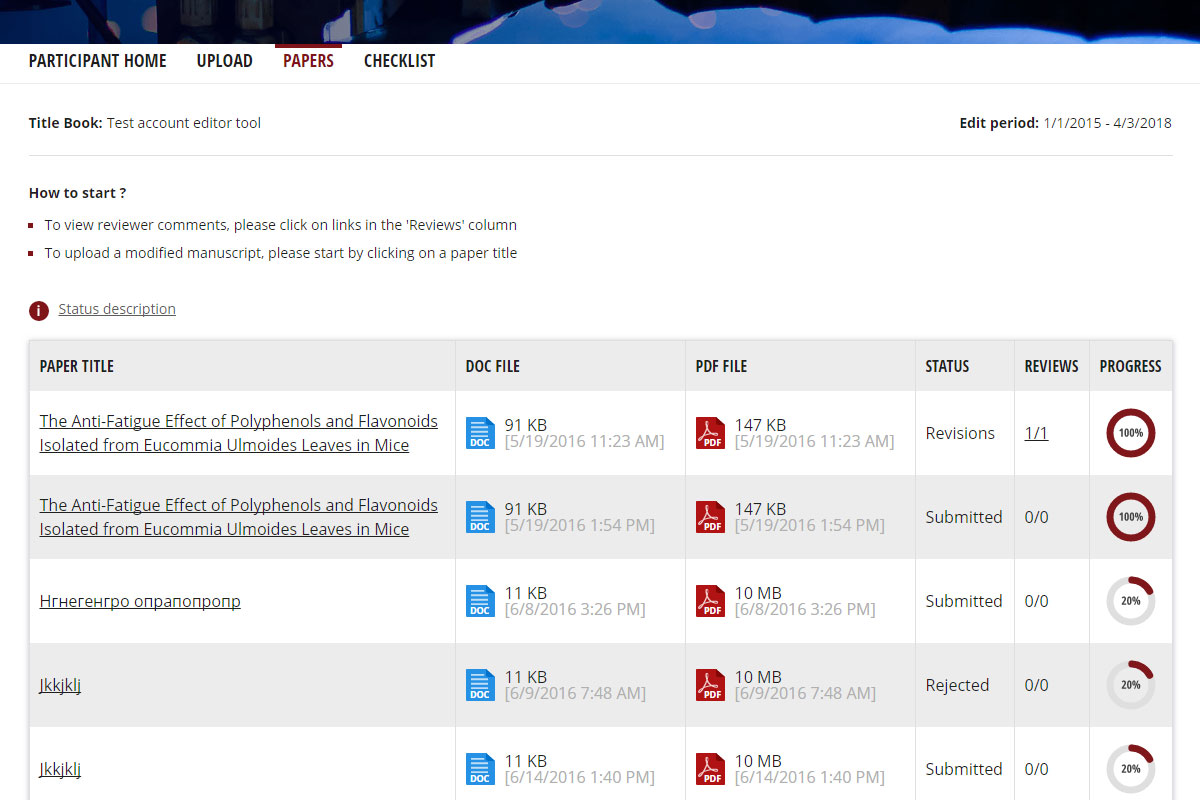 PARTICIPANT HOME UPLOAD PAPERS CHECKLIST
Title Book: Test account editor tool Edit period: 1/1/2015 - 4/3/2018
How to start ?
To view reviewer comments, please click on links in the 'Reviews' column
To upload a modified manuscript, please start by clicking on a paper title
i Status description
PAPER TITLE DOC FILE PDF FILE STATUS REVIEWS PROGRESS
The Anti-Fatigue Effect of Polyphenols and Flavonoids
Isolated from Eucommia Ulmoides Leaves in Mice
DOC 91 KB
[5/19/2016 11:23 AM]
PDF 147 KB
[5/19/2016 11:23 AM]
Revisions 1/1 100%
The Anti-Fatigue Effect of Polyphenols and Flavonoids
Isolated from Eucommia Ulmoides Leaves in Mice
DOC 91 KB
[5/19/2016 1:54 PM]
PDF 147 KB
[5/19/2016 1:54 PM]
Submitted 0/0 100%
Нгнегенгро опрапопропр
DOC 11 KB
[6/8/2016 3:26 PM]
PDF 10 MB
[6/8/2016 3:26 PM]
Submitted 0/0 20%
Jkkjklj
DOC 11 KB
[6/9/2016 7:48 AM]
PDF 10 MB
[6/9/2016 7:48 AM]
Rejected 0/0 20%
Jkkjklj
DOC 11 KB
[6/14/2016 1:40 PM]
PDF 10 MB
[6/14/2016 1:40 PM]
Submitted 0/0 20%